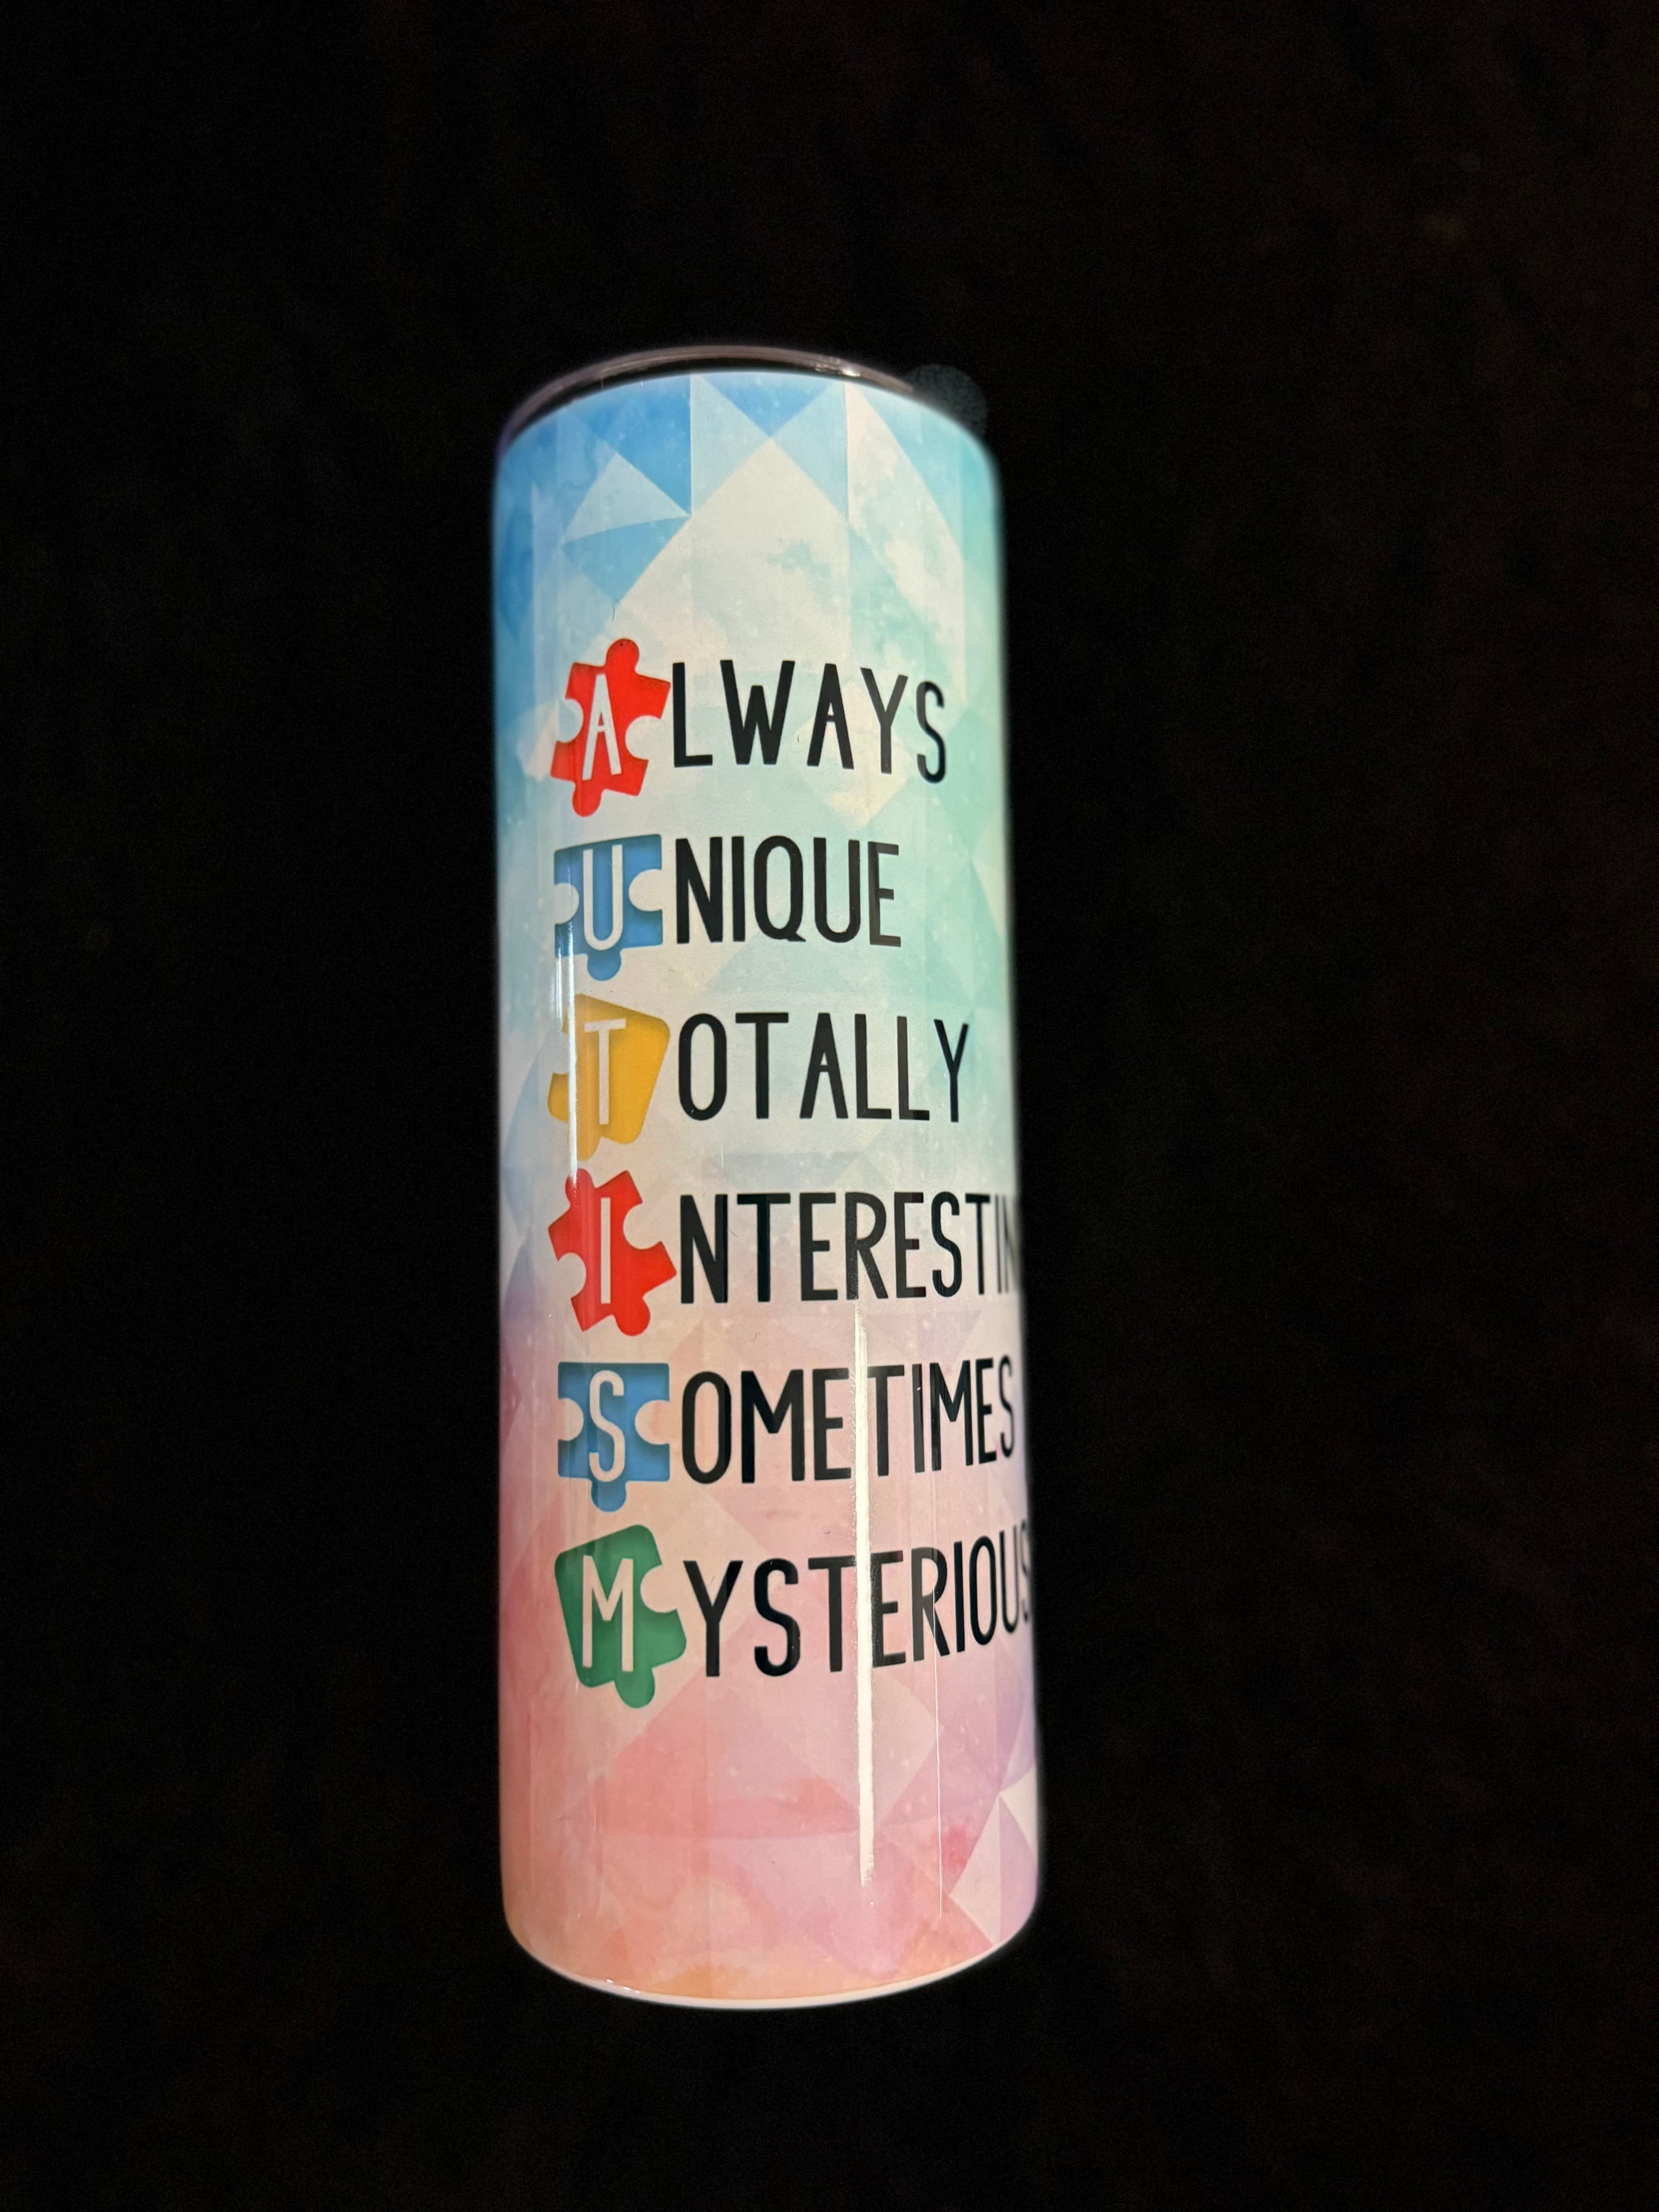 ALWAYS
UNIQUE
TOTALLY
INTERESTIN
SOMETIMES
MYSTERIOUS